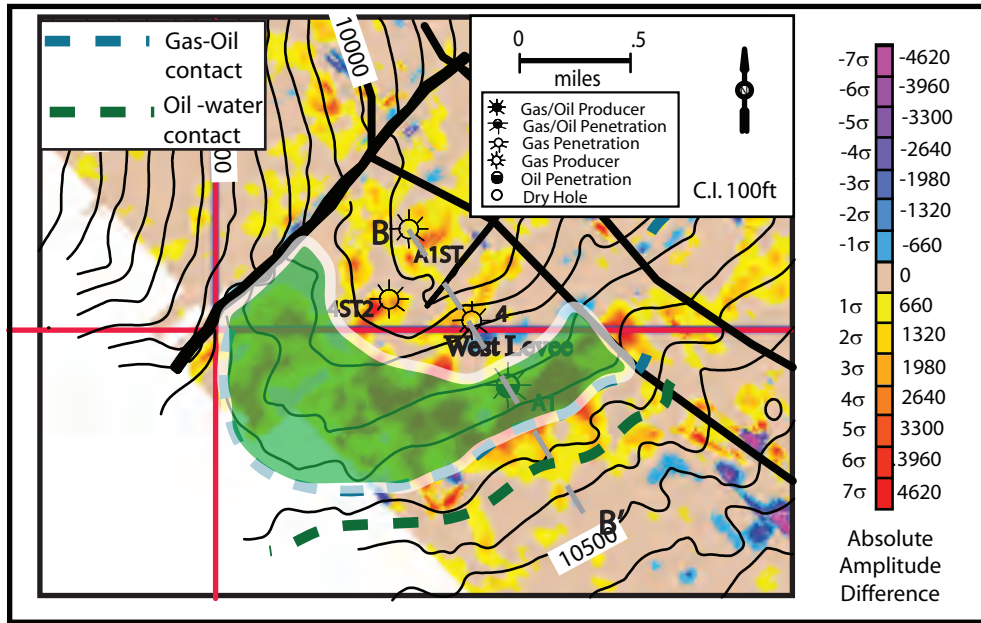 Gas-Oil
contact
Oil -water
contact
10000
0
.5
miles
Gas/Oil Producer
Gas/Oil Penetration
Gas Penetration
Gas Producer
Oil Penetration
Dry Hole
C.I. 100ft
N
B
A1ST
4ST2
4
West Levee
A1
B'
10500
-7σ -4620
-6σ -3960
-5σ -3300
-4σ -2640
-3σ -1980
-2σ -1320
-1σ -660
0
1σ 660
2σ 1320
3σ 1980
4σ 2640
5σ 3300
6σ .3960
7σ 4620
Absolute
Amplitude
Difference